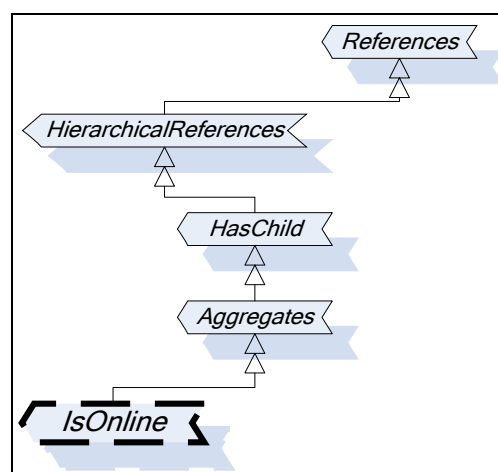 References
HierarchicalReferences
HasChild
Aggregates
IsOnline